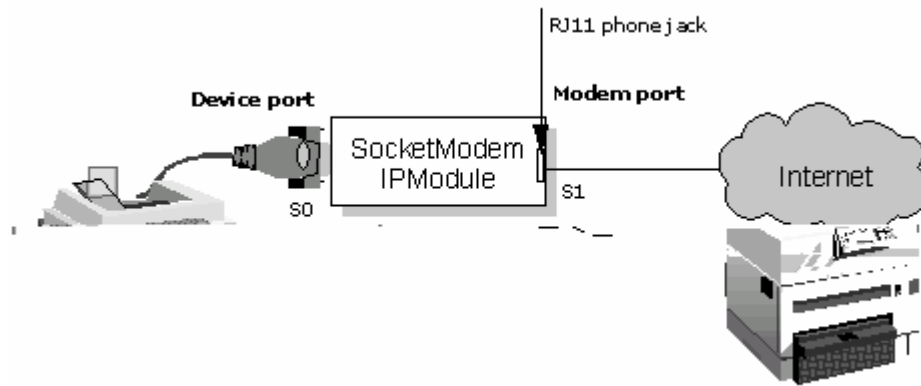 RJ11 phone jack
Device port
Modem port
SocketModem
IPModule
S0
S1
Internet